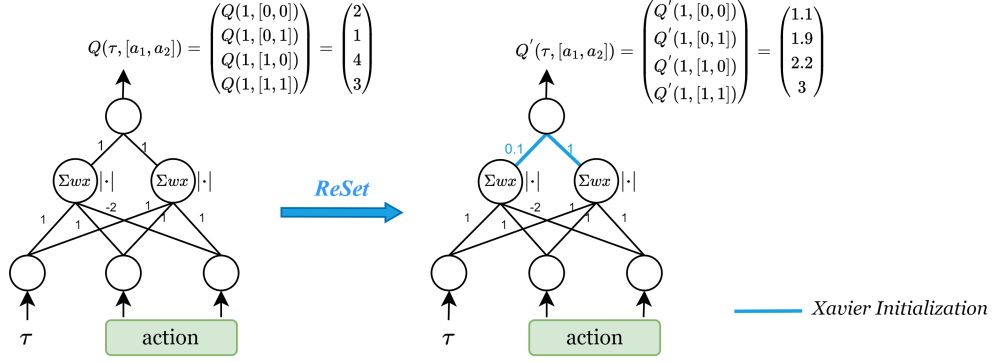 Q(τ, [a₁, a₂]) = (Q(1, [0, 0]) Q(1, [0, 1]) Q(1, [1, 0]) Q(1, [1, 1])) = (2 1 4 3)
Q′(τ, [a₁, a₂]) = (Q′(1, [0, 0]) Q′(1, [0, 1]) Q′(1, [1, 0]) Q′(1, [1, 1])) = (1.1 1.9 2.2 3)
1 1
0.1 1
Σwx |·| Σwx |·|
ReSet
Σwx |·| Σwx |·|
1 1 -2 1 1 1
1 1 -2 1 1 1
τ action
τ action
Xavier Initialization